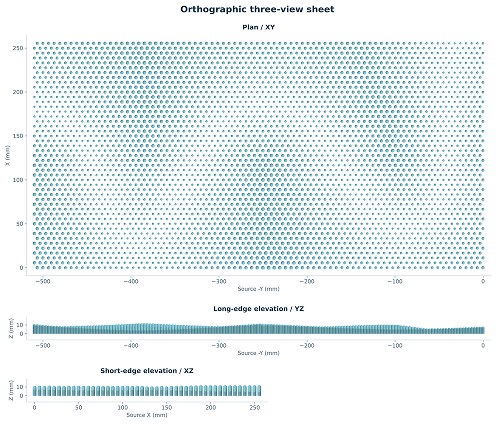 Orthographic three-view sheet
Plan / XY
250
200
150
100
50
0
X (mm)
−500 −400 −300 −200 −100 0
Source -Y (mm)
Long-edge elevation / YZ
10
0
Z (mm)
−500 −400 −300 −200 −100 0
Source -Y (mm)
Short-edge elevation / XZ
10
0
Z (mm)
0 50 100 150 200 250
Source X (mm)